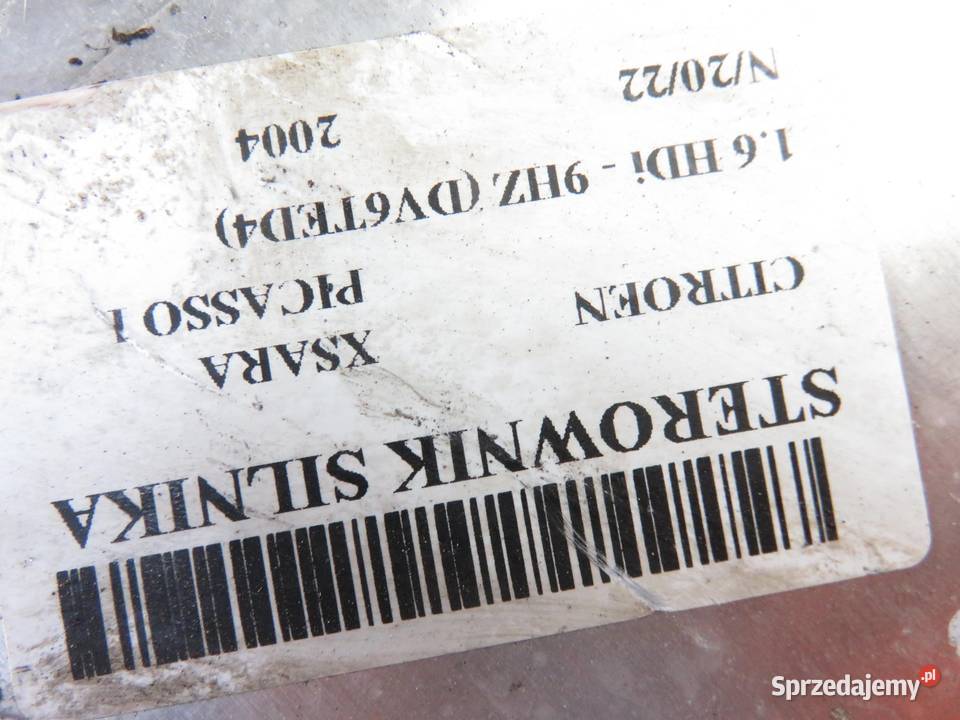 STEROWNIK SILNIKA
CITROEN XSARA
PICASSO I
1.6 HDi - 9HZ (DV6TED4)
N/20/22 2004
Sprzedajemy.pl